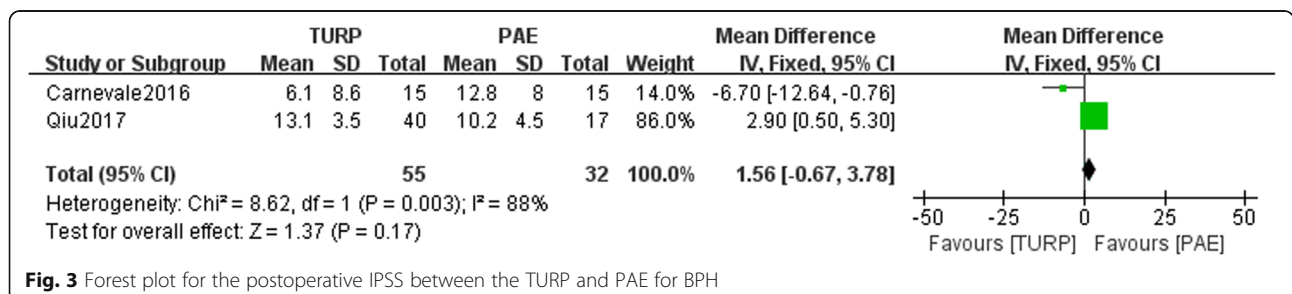 TURP PAE Mean Difference Mean Difference
Study or Subgroup Mean SD Total Mean SD Total Weight IV, Fixed, 95% CI IV, Fixed, 95% CI
Carnevale2016 6.1 8.6 15 12.8 8 15 14.0% -6.70 [-12.64, -0.76]
Qiu2017 13.1 3.5 40 10.2 4.5 17 86.0% 2.90 [0.50, 5.30]
Total (95% CI) 55 32 100.0% 1.56 [-0.67, 3.78]
Heterogeneity: Chi² = 8.62, df = 1 (P = 0.003); I² = 88%
Test for overall effect: Z = 1.37 (P = 0.17)
-50 -25 0 25 50
Favours [TURP] Favours [PAE]
Fig. 3 Forest plot for the postoperative IPSS between the TURP and PAE for BPH